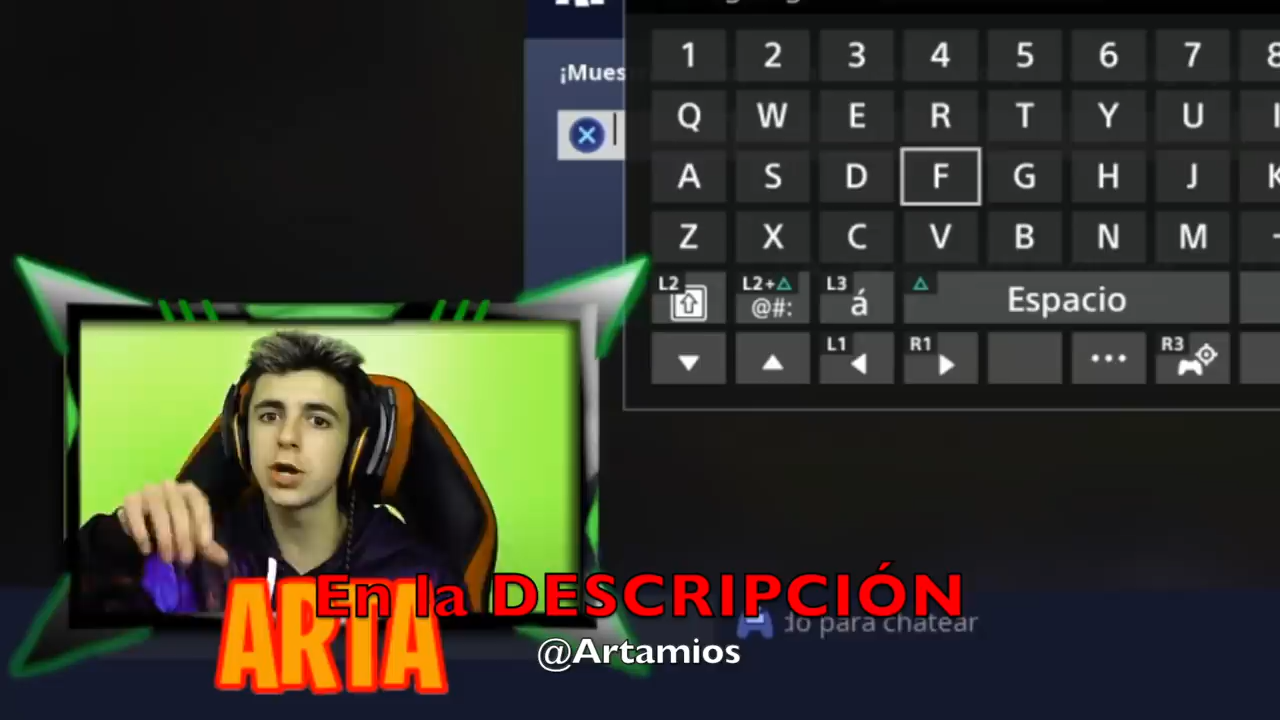 ¡Mues
1 2 3 4 5 6 7 8
Q W E R T Y U I
A S D F G H J K
Z X C V B N M -
L2 L2+△ @#: L3 á △ Espacio
L1 R1 ... R3
En la DESCRIPCIÓN
ARTA
do para chatear
@Artamios